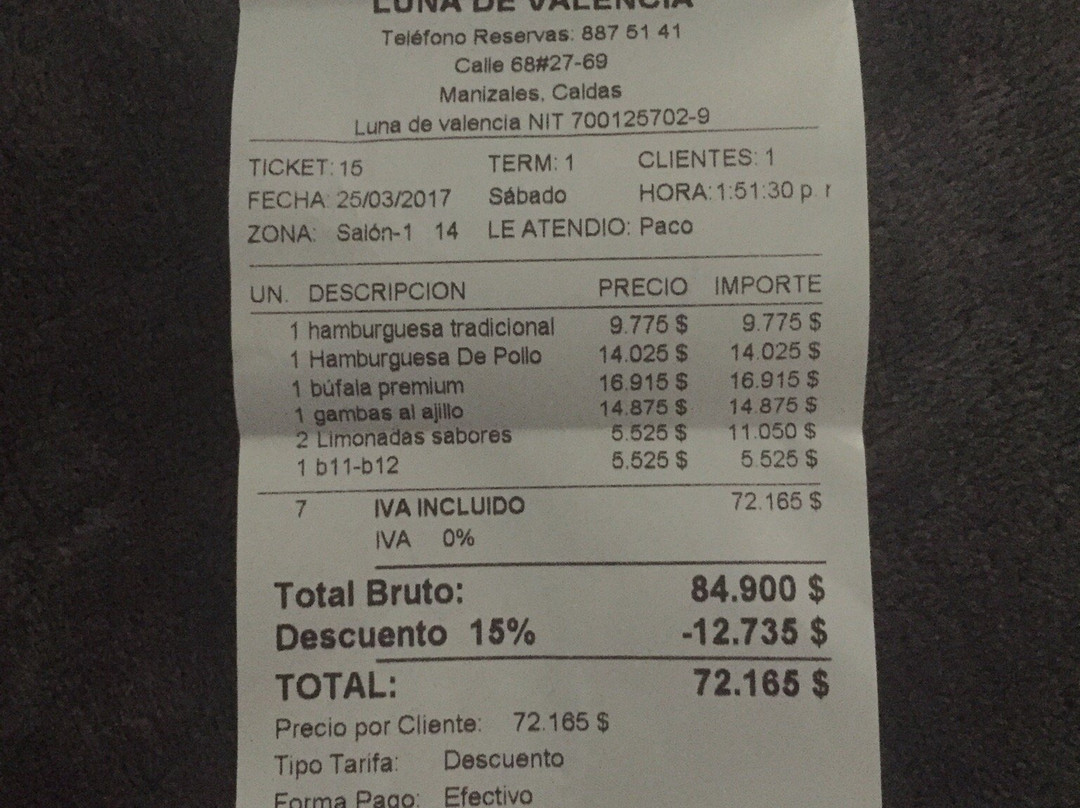 LUNA DE VALENCIA
Teléfono Reservas: 887 51 41
Calle 68#27-69
Manizales, Caldas
Luna de valencia NIT 700125702-9
TICKET: 15 TERM: 1 CLIENTES: 1
FECHA: 25/03/2017 Sábado HORA: 1:51:30 p. r
ZONA: Salón-1 14 LE ATENDIO: Paco
UN. DESCRIPCION PRECIO IMPORTE
1 hamburguesa tradicional 9.775 $ 9.775 $
1 Hamburguesa De Pollo 14.025 $ 14.025 $
1 búfala premium 16.915 $ 16.915 $
1 gambas al ajillo 14.875 $ 14.875 $
2 Limonadas sabores 5.525 $ 11.050 $
1 b11-b12 5.525 $ 5.525 $
7 IVA INCLUIDO 72.165 $
IVA 0%
Total Bruto: 84.900 $
Descuento 15% -12.735 $
TOTAL: 72.165 $
Precio por Cliente: 72.165 $
Tipo Tarifa: Descuento
Forma Pago: Efectivo